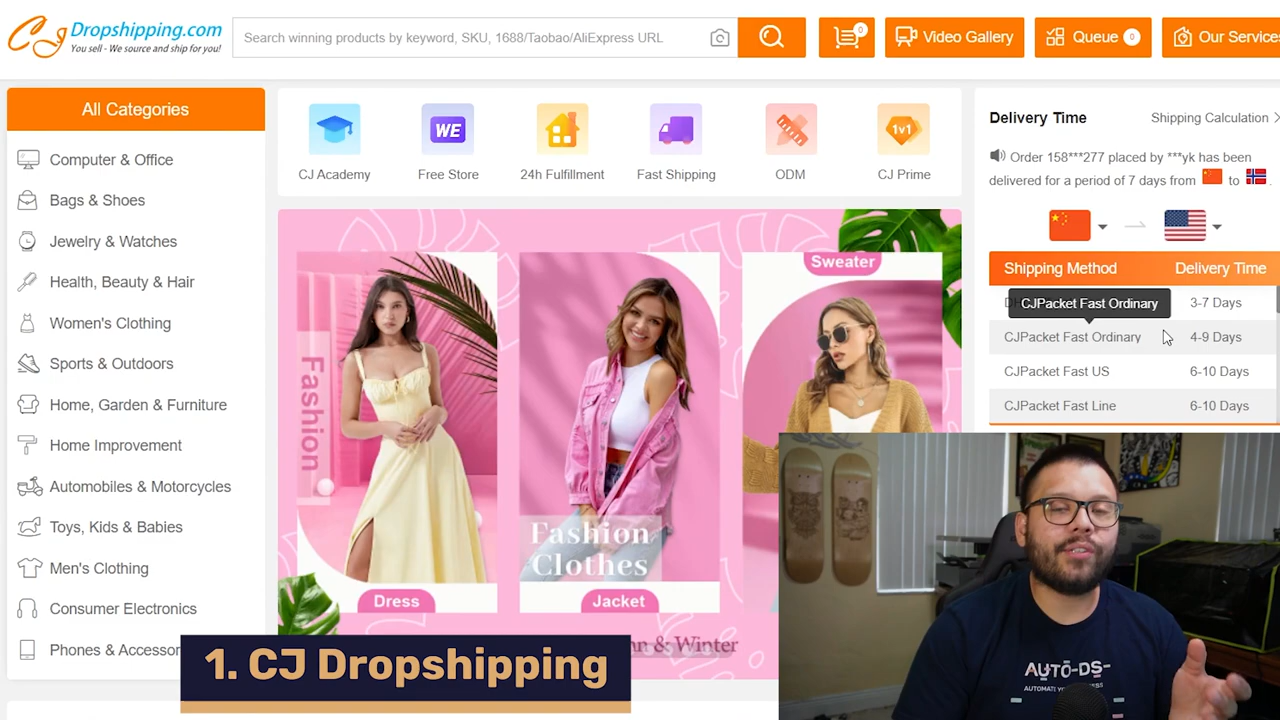 CJ Dropshipping.com
You sell - We source and ship for you!
Search winning products by keyword, SKU, 1688/Taobao/AliExpress URL
0
Video Gallery
Queue 0
Our Services
All Categories
Computer & Office
Bags & Shoes
Jewelry & Watches
Health, Beauty & Hair
Women's Clothing
Sports & Outdoors
Home, Garden & Furniture
Home Improvement
Automobiles & Motorcycles
Toys, Kids & Babies
Men's Clothing
Consumer Electronics
Phones & Accessor
CJ Academy
WE
Free Store
24h Fulfillment
Fast Shipping
ODM
1v1
CJ Prime
Fashion
Dress
Fashion
Clothes
Jacket
Sweater
& Winter
Delivery Time
Shipping Calculation
Order 158***277 placed by ***yk has been
delivered for a period of 7 days from to
Shipping Method Delivery Time
3-7 Days
CJPacket Fast Ordinary
CJPacket Fast Ordinary 4-9 Days
CJPacket Fast US 6-10 Days
CJPacket Fast Line 6-10 Days
1. CJ Dropshipping
AUTO-DS-